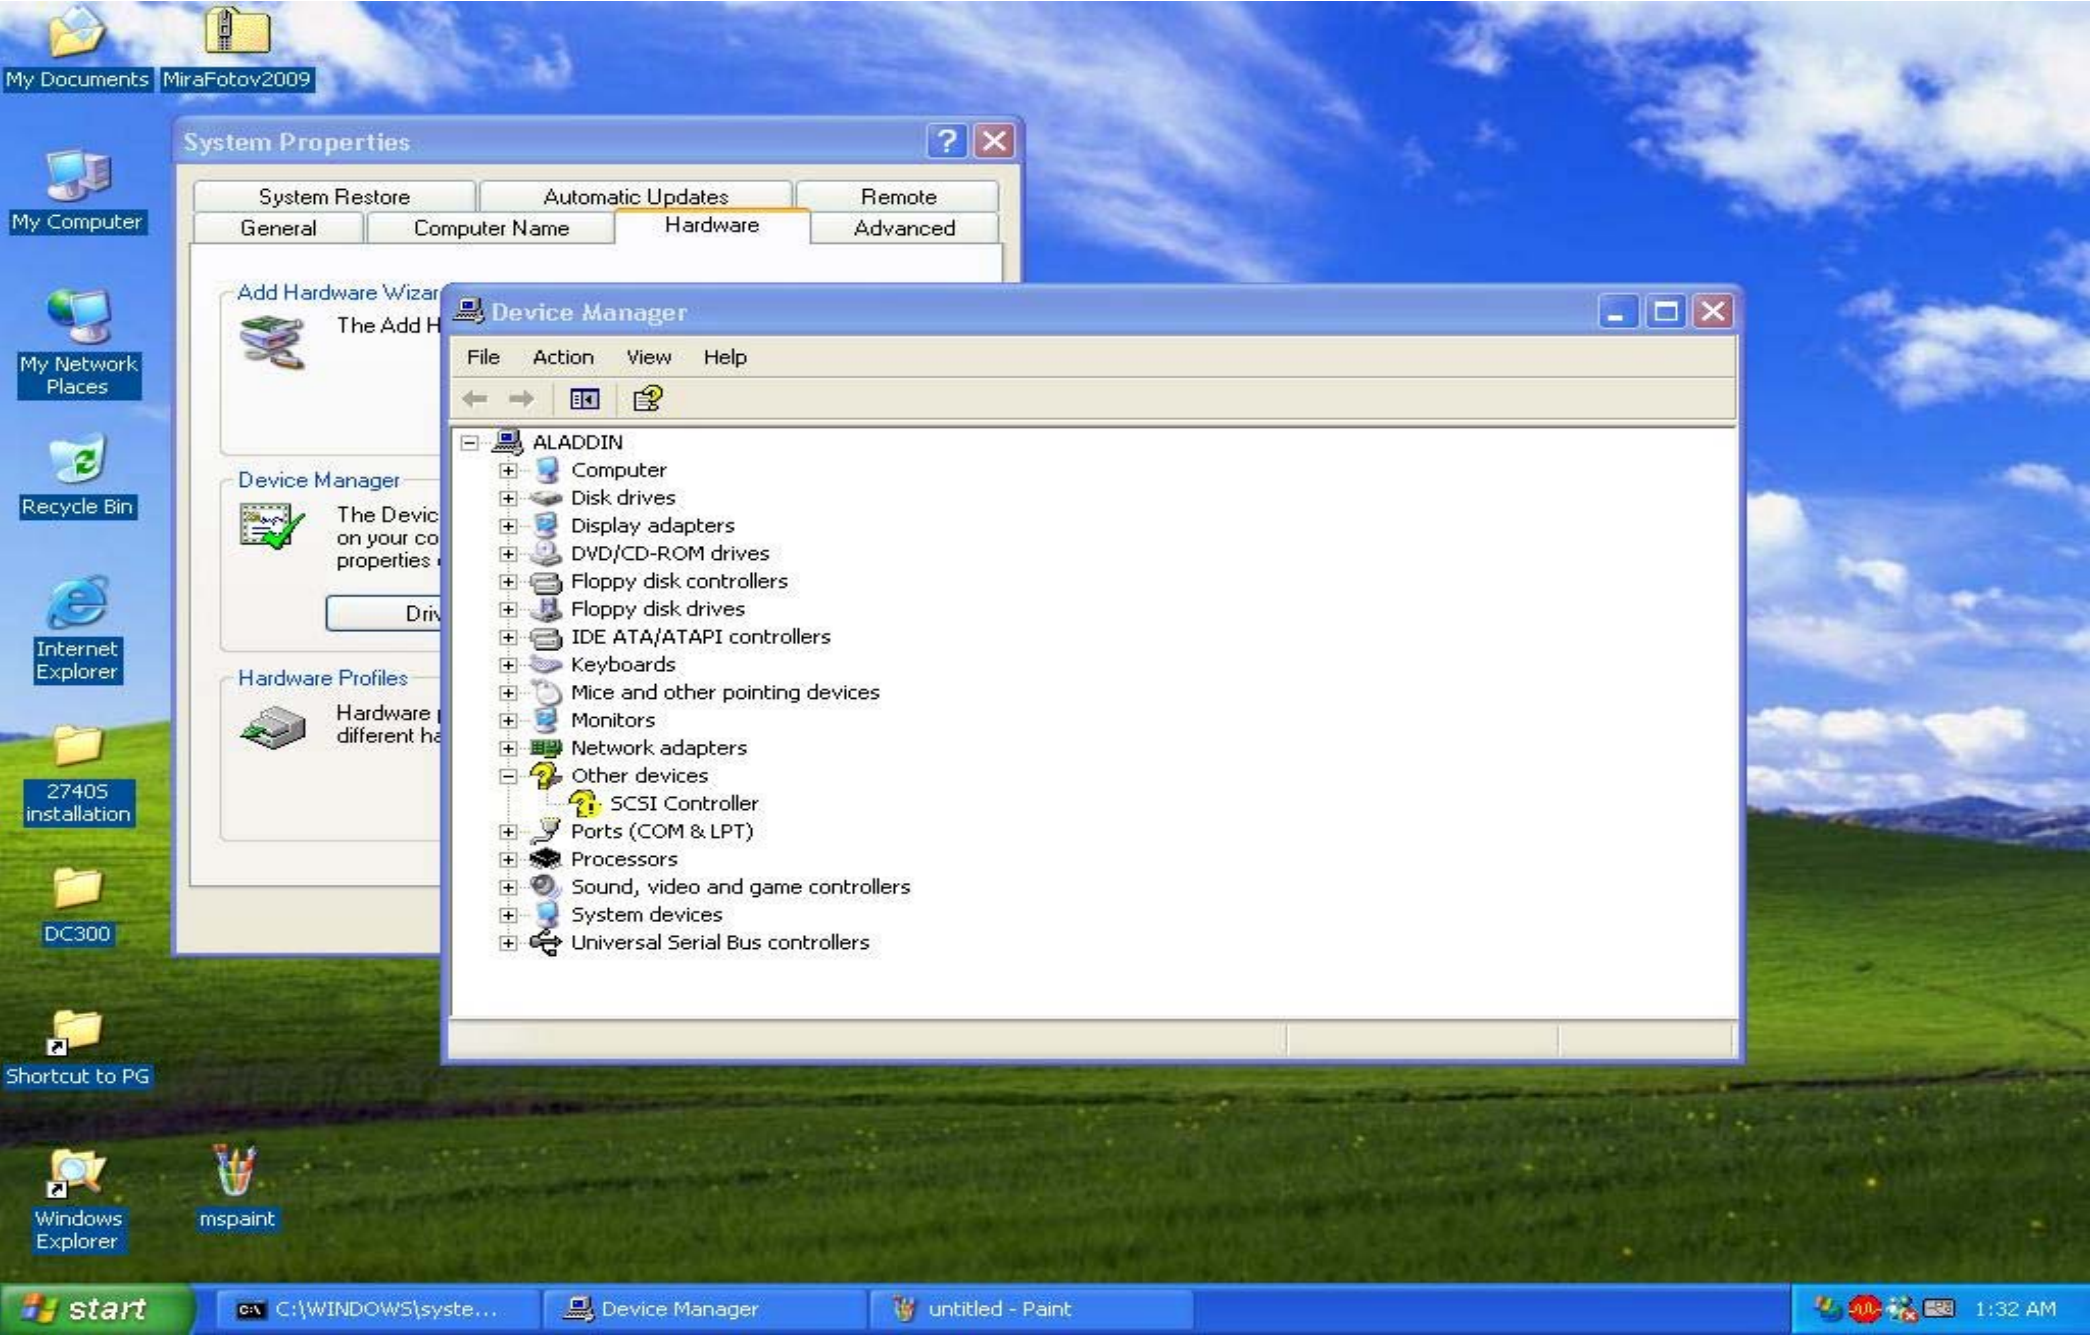 My Documents
MiraFotov2009
My Computer
My Network
Places
Recycle Bin
Internet
Explorer
2740S
installation
DC300
Shortcut to PG
Windows
Explorer
mspaint
System Properties
System Restore
Automatic Updates
Remote
General
Computer Name
Hardware
Advanced
Add Hardware Wizar
The Add H
Device Manager
The Devic
on your co
properties
Driv
Hardware Profiles
Hardware
different ha
Device Manager
File Action View Help
ALADDIN
Computer
Disk drives
Display adapters
DVD/CD-ROM drives
Floppy disk controllers
Floppy disk drives
IDE ATA/ATAPI controllers
Keyboards
Mice and other pointing devices
Monitors
Network adapters
Other devices
SCSI Controller
Ports (COM & LPT)
Processors
Sound, video and game controllers
System devices
Universal Serial Bus controllers
start
C:\WINDOWS\syste...
Device Manager
untitled - Paint
1:32 AM